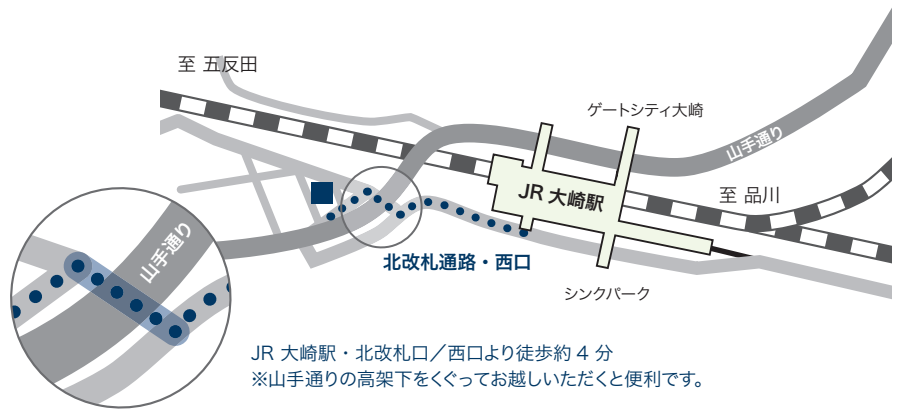 至 五反田
ゲートシティ大崎
山手通り
JR 大崎駅
至 品川
山手通り
北改札通路・西口
シンクパーク
JR 大崎駅・北改札口／西口より徒歩約 4 分
※山手通りの高架下をくぐってお越しいただくと便利です。